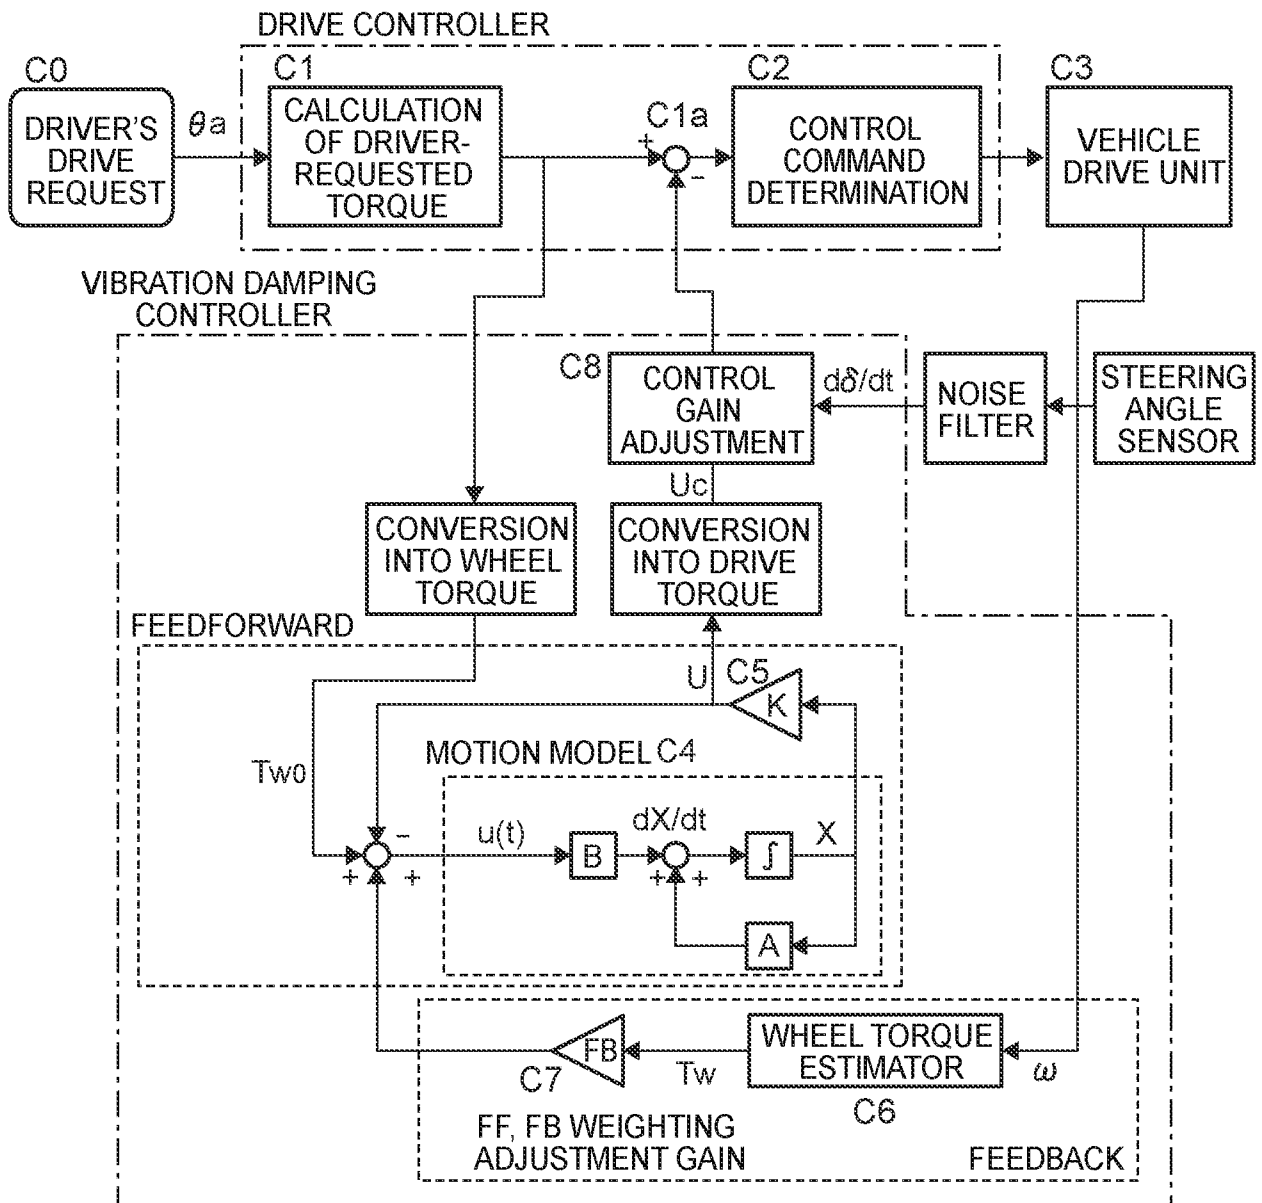 DRIVE CONTROLLER
C0
C1
C2
C3
DRIVER'S
DRIVE
REQUEST
θa
CALCULATION
OF DRIVER-
REQUESTED
TORQUE
C1a
+
-
CONTROL
COMMAND
DETERMINATION
VEHICLE
DRIVE UNIT
VIBRATION DAMPING
CONTROLLER
C8
CONTROL
GAIN
ADJUSTMENT
dδ/dt
NOISE
FILTER
STEERING
ANGLE
SENSOR
Uc
CONVERSION
INTO WHEEL
TORQUE
CONVERSION
INTO DRIVE
TORQUE
FEEDFORWARD
U
C5
K
MOTION MODEL C4
Tw0
-
+
+
u(t)
B
dX/dt
+
+
∫
X
A
FB
C7
Tw
WHEEL TORQUE
ESTIMATOR
C6
ω
FF, FB WEIGHTING
ADJUSTMENT GAIN
FEEDBACK